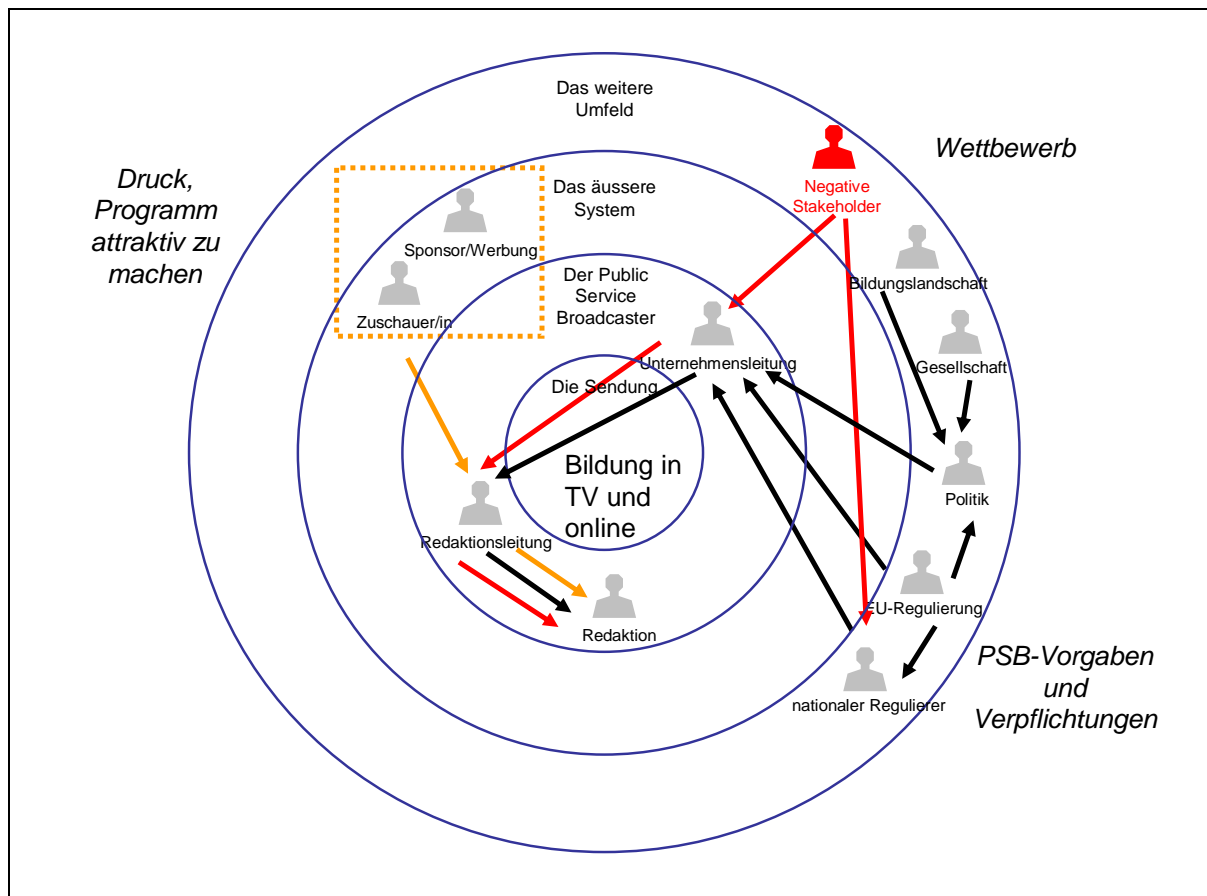 Das weitere
Umfeld
Wettbewerb
Druck,
Programm
attraktiv zu
machen
Das äussere
System
Negative
Stakeholder
Sponsor/Werbung
Der Public
Service
Broadcaster
Bildungslandschaft
Zuschauer/in
Unternehmensleitung
Gesellschaft
Die Sendung
Bildung in
TV und
online
Politik
Redaktionsleitung
EU-Regulierung
Redaktion
PSB-Vorgaben
und
Verpflichtungen
nationaler Regulierer